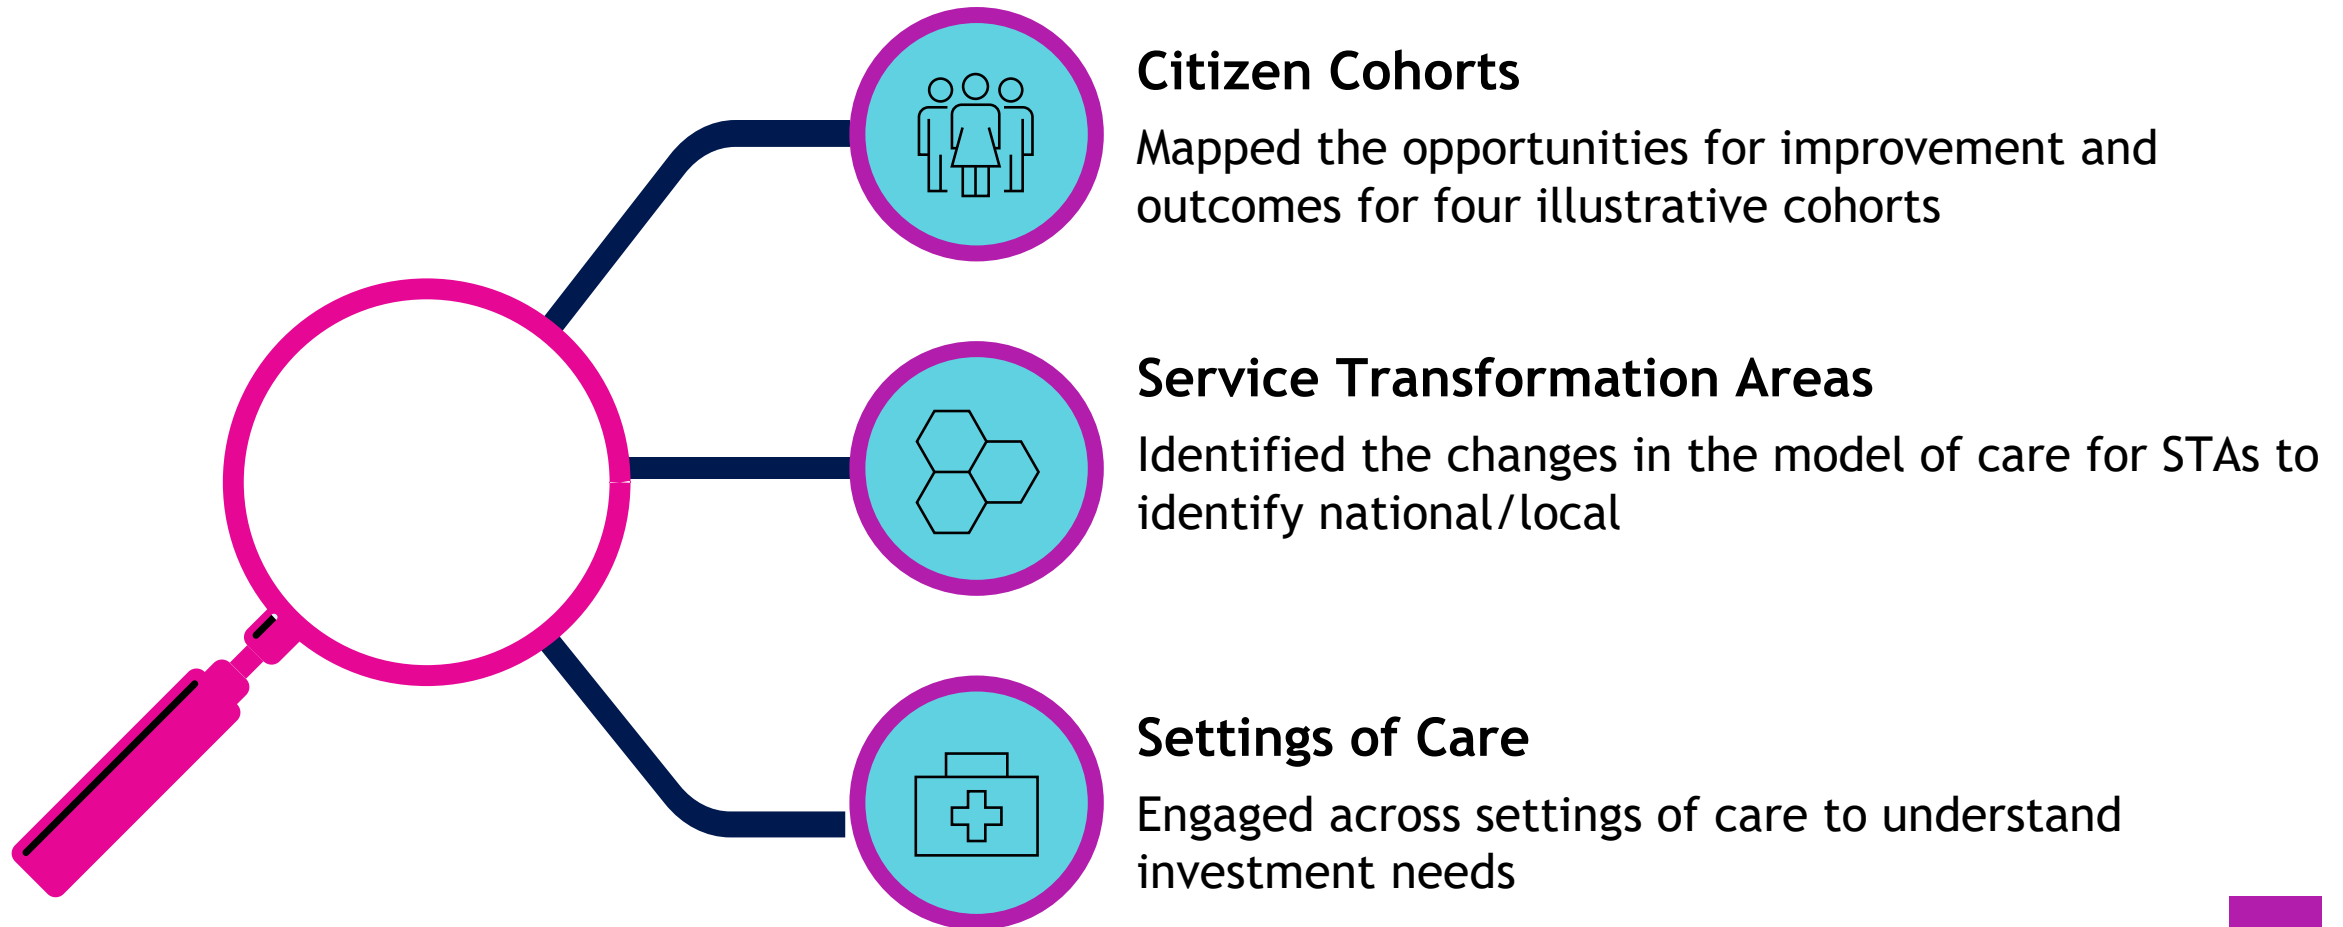 Citizen Cohorts
Mapped the opportunities for improvement and
outcomes for four illustrative cohorts
Service Transformation Areas
Identified the changes in the model of care for STAs to
identify national/local
Settings of Care
Engaged across settings of care to understand
investment needs